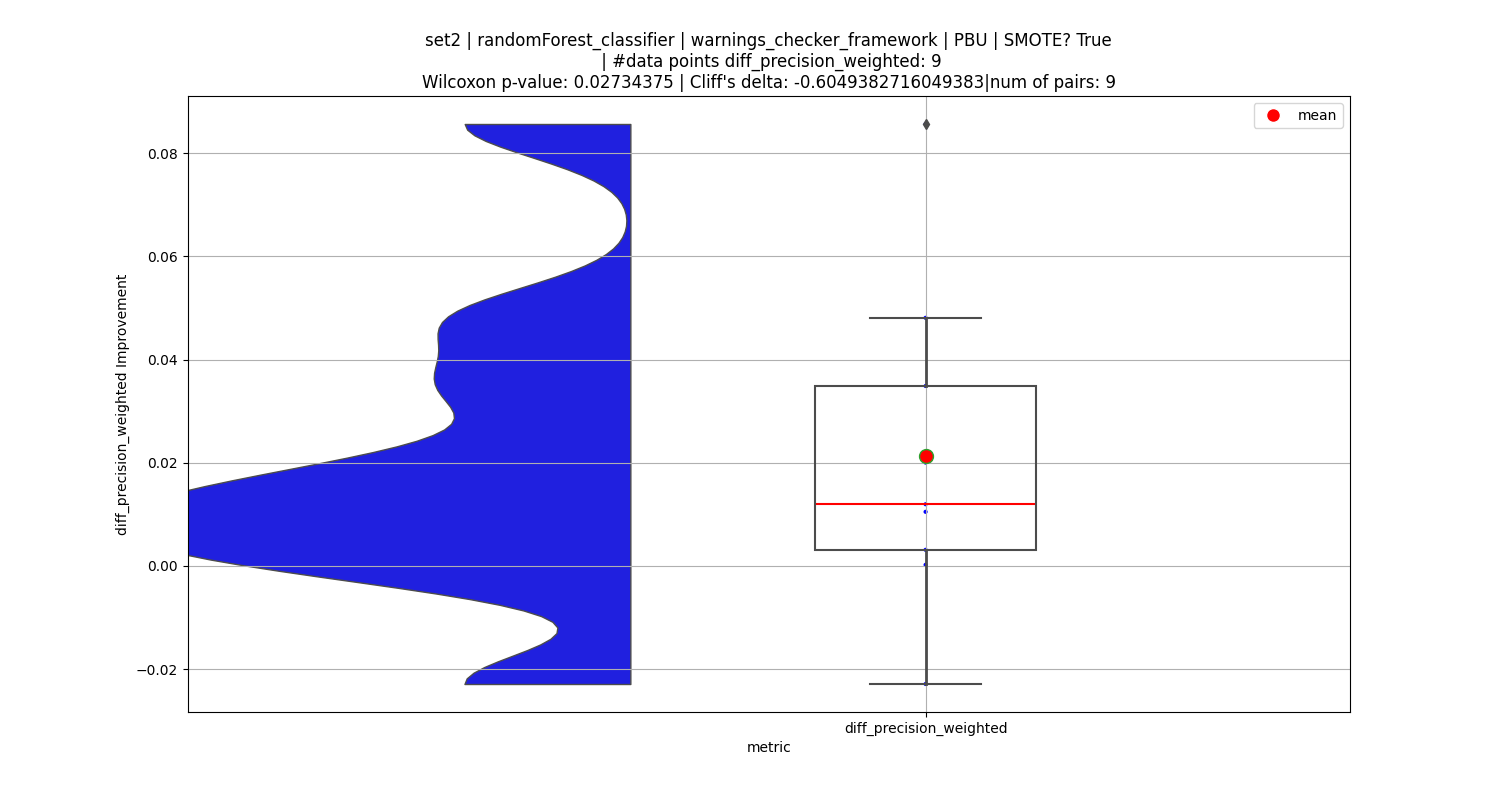 set2 | randomForest_classifier | warnings_checker_framework | PBU | SMOTE? True
| #data points diff_precision_weighted: 9
Wilcoxon p-value: 0.02734375 | Cliff's delta: -0.6049382716049383|num of pairs: 9
mean
0.08
0.06
0.04
0.02
0.00
−0.02
diff_precision_weighted Improvement
diff_precision_weighted
metric